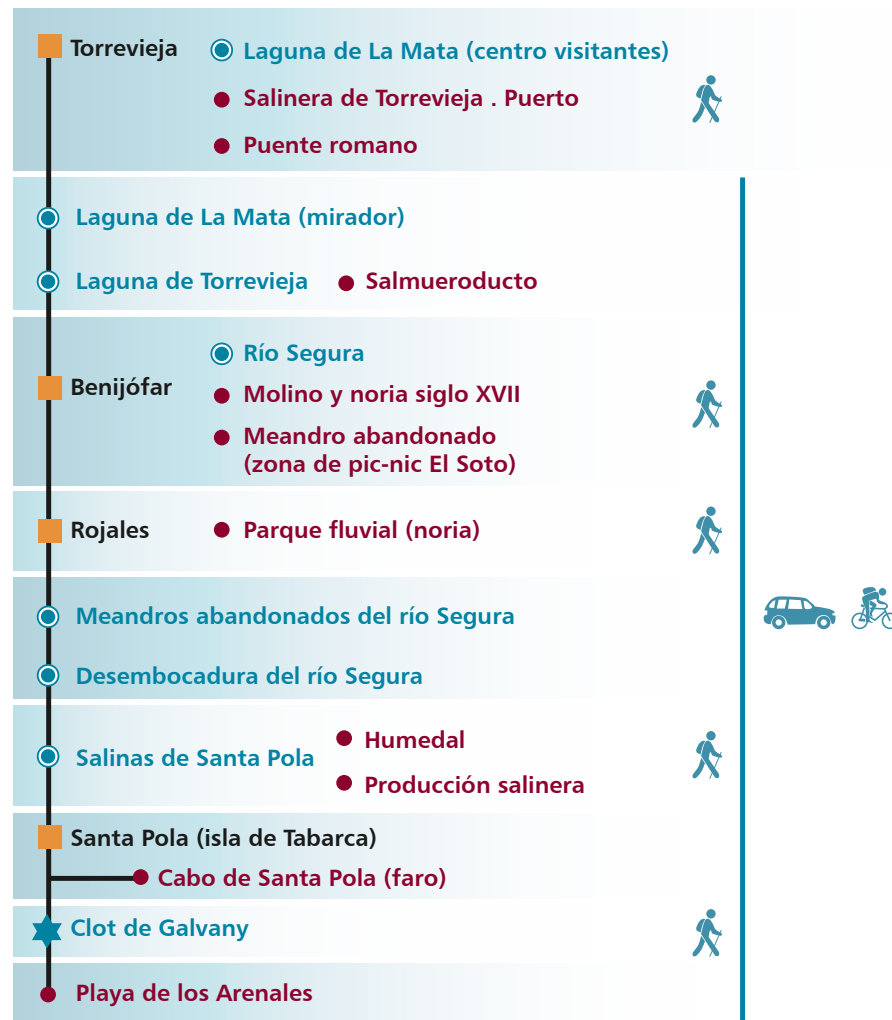 Torrevieja
Laguna de La Mata (centro visitantes)
Salinera de Torrevieja . Puerto
Puente romano
Laguna de La Mata (mirador)
Laguna de Torrevieja
Salmueroducto
Benijófar
Río Segura
Molino y noria siglo XVII
Meandro abandonado
(zona de pic-nic El Soto)
Rojales
Parque fluvial (noria)
Meandros abandonados del río Segura
Desembocadura del río Segura
Salinas de Santa Pola
Humedal
Producción salinera
Santa Pola (isla de Tabarca)
Cabo de Santa Pola (faro)
Clot de Galvany
Playa de los Arenales